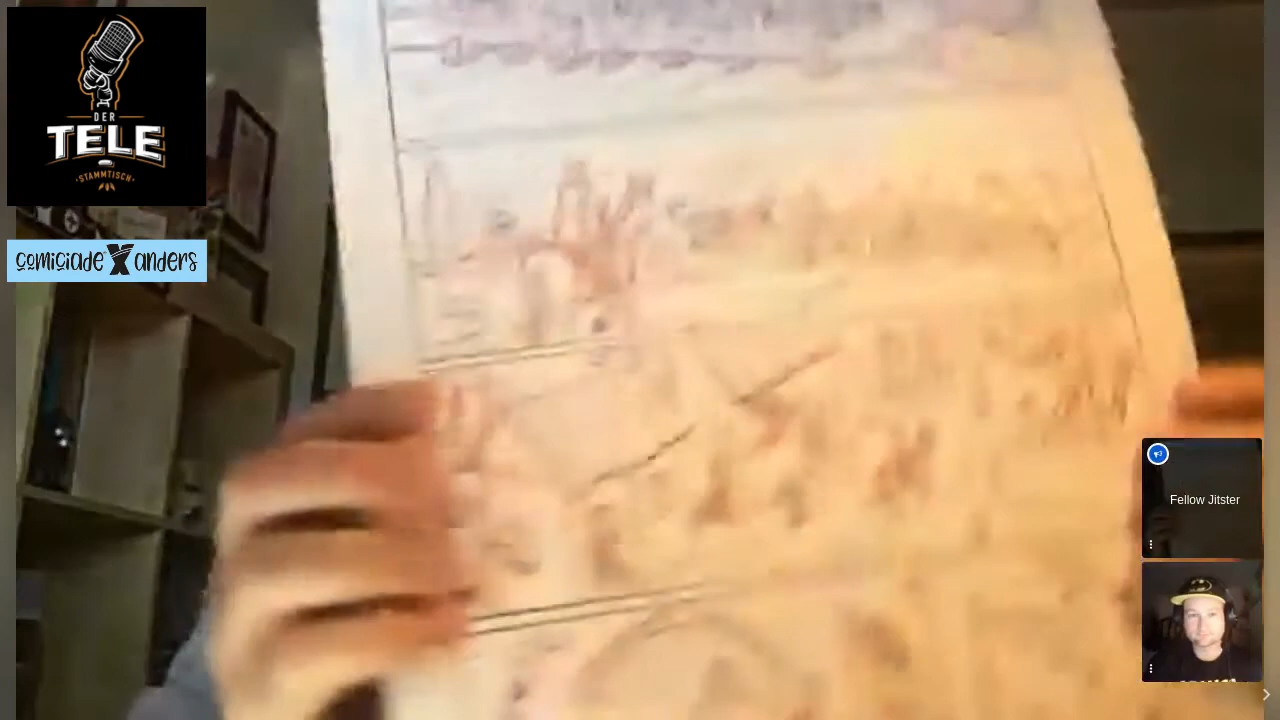 DER
TELE
STAMMTISCH
comiciade X anders
Fellow Jitster